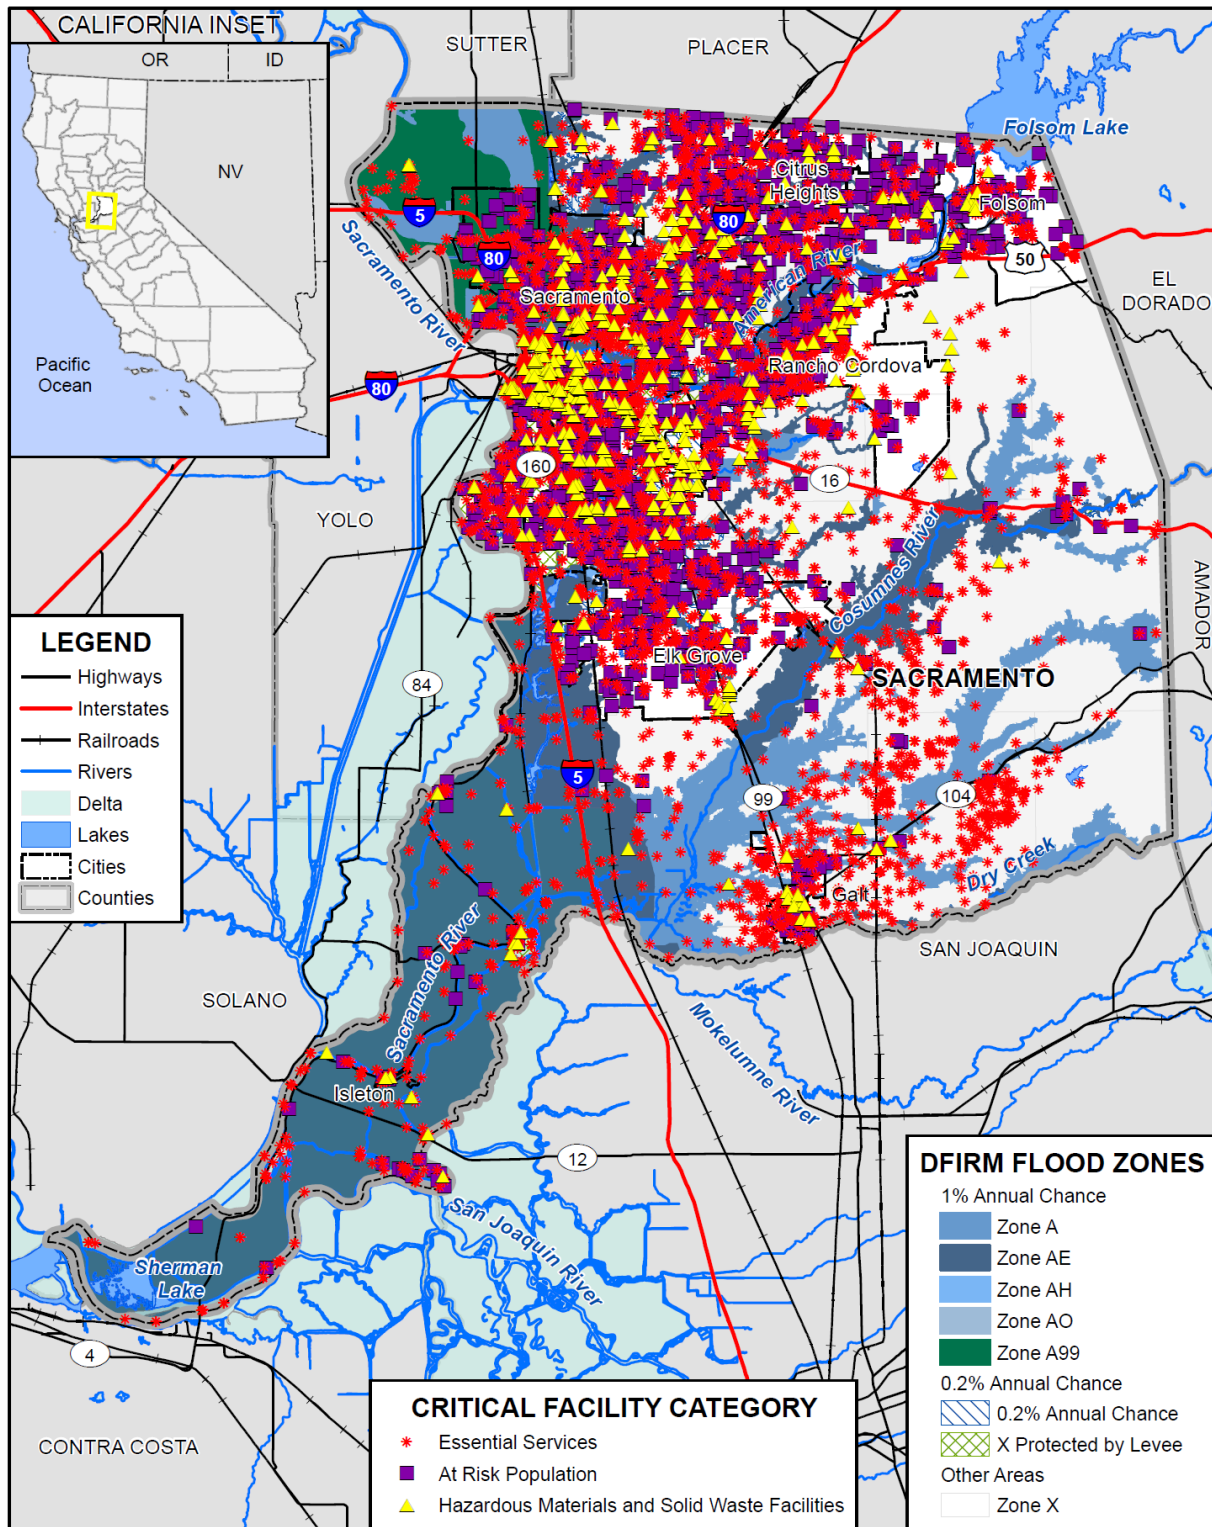 CALIFORNIA INSET
OR
ID
NV
Pacific
Ocean
SUTTER
PLACER
Folsom Lake
Citrus
Heights
Folsom
5
80
80
50
Sacramento River
American River
EL
DORADO
Sacramento
Rancho Cordova
80
160
16
YOLO
Cosumnes River
AMADOR
LEGEND
Highways
Interstates
Railroads
Rivers
Delta
Lakes
Cities
Counties
Elk Grove
SACRAMENTO
84
5
99
104
Dry Creek
Galt
SAN JOAQUIN
SOLANO
Sacramento River
Mokelumne River
Isleton
12
San Joaquin River
Sherman
Lake
4
CONTRA COSTA
CRITICAL FACILITY CATEGORY
Essential Services
At Risk Population
Hazardous Materials and Solid Waste Facilities
DFIRM FLOOD ZONES
1% Annual Chance
Zone A
Zone AE
Zone AH
Zone AO
Zone A99
0.2% Annual Chance
0.2% Annual Chance
X Protected by Levee
Other Areas
Zone X